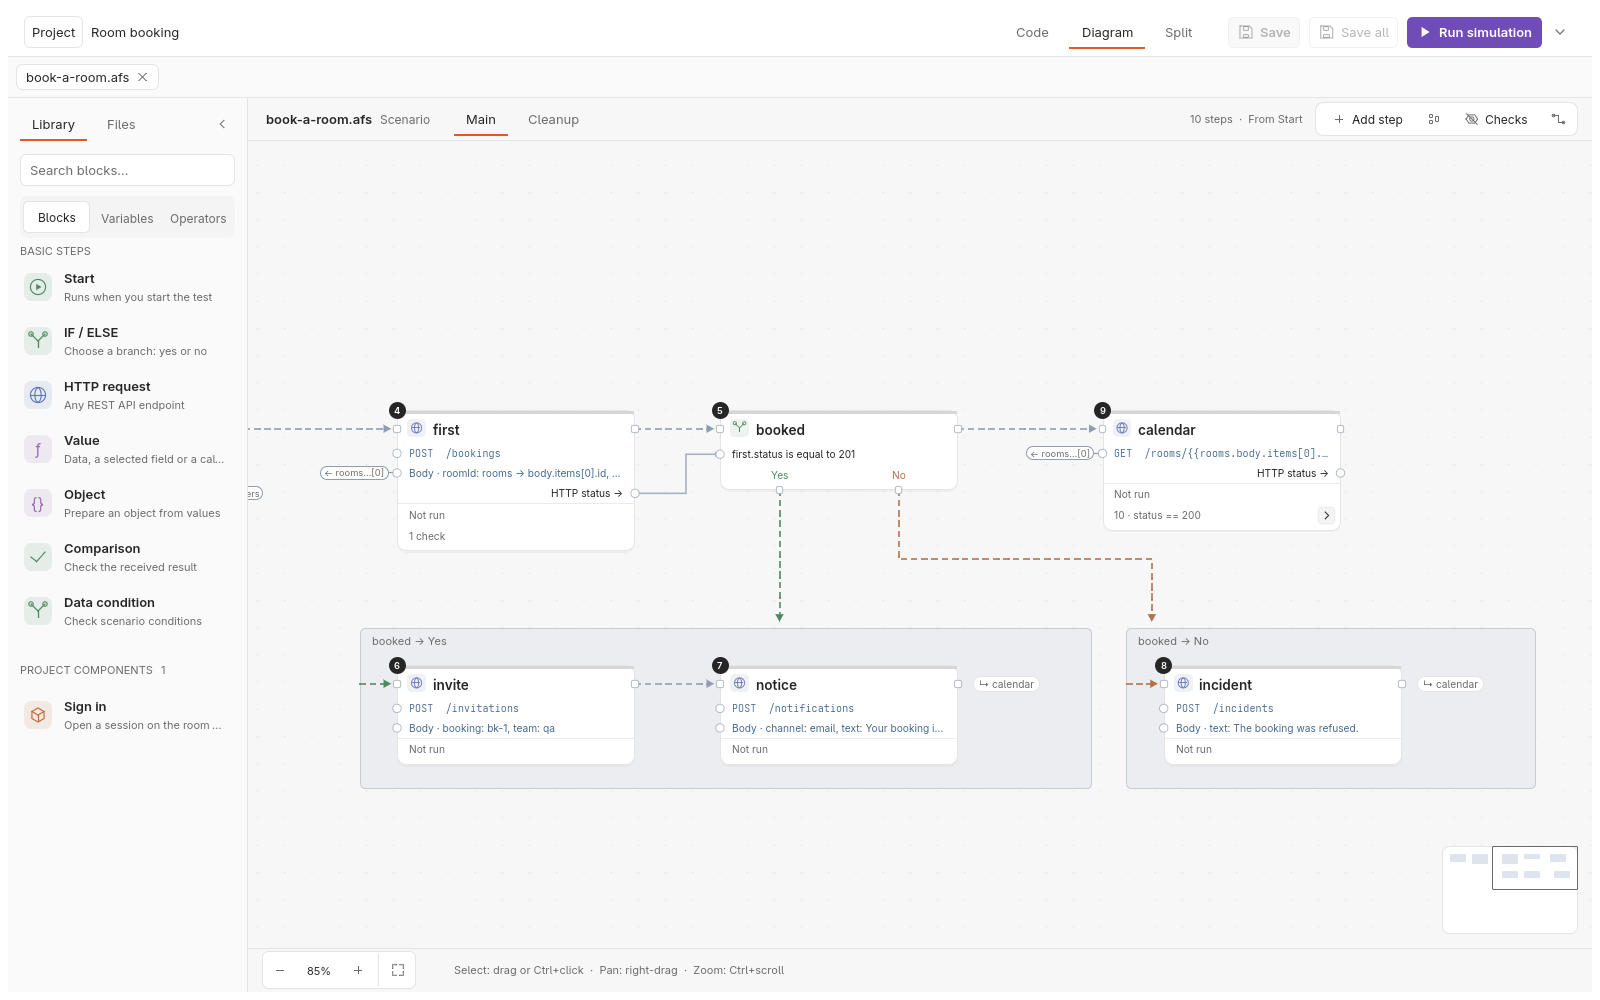 Project Room booking
Code Diagram Split Save Save all Run simulation
book-a-room.afs
Library Files
book-a-room.afs Scenario Main Cleanup
10 steps · From Start Add step Checks
Search blocks...
Blocks Variables Operators
BASIC STEPS
Start
Runs when you start the test
IF / ELSE
Choose a branch: yes or no
HTTP request
Any REST API endpoint
Value
Data, a selected field or a cal...
Object
Prepare an object from values
Comparison
Check the received result
Data condition
Check scenario conditions
PROJECT COMPONENTS 1
Sign in
Open a session on the room ...
ers
4
first
POST /bookings
← rooms...[0]
Body · roomId: rooms → body.items[0].id, ...
HTTP status →
Not run
1 check
5
booked
first.status is equal to 201
Yes No
9
calendar
← rooms...[0]
GET /rooms/{{rooms.body.items[0]....
HTTP status →
Not run
10 · status == 200
booked → Yes
6
invite
POST /invitations
Body · booking: bk-1, team: qa
Not run
7
notice
↳ calendar
POST /notifications
Body · channel: email, text: Your booking i...
Not run
booked → No
8
incident
↳ calendar
POST /incidents
Body · text: The booking was refused.
Not run
85%
Select: drag or Ctrl+click · Pan: right-drag · Zoom: Ctrl+scroll